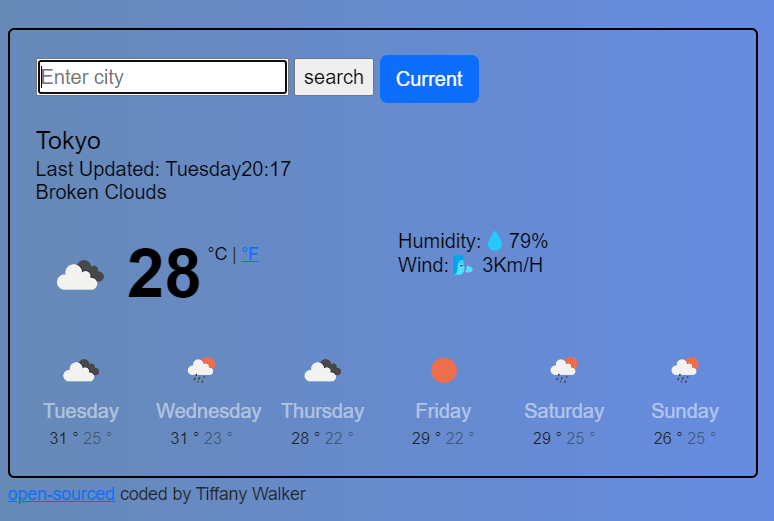 Enter city search Current
Tokyo
Last Updated: Tuesday20:17
Broken Clouds
28 °C | °F
Humidity: 79%
Wind: 3Km/H
Tuesday Wednesday Thursday Friday Saturday Sunday
31 ° 25 ° 31 ° 23 ° 28 ° 22 ° 29 ° 22 ° 29 ° 25 ° 26 ° 25 °
open-sourced coded by Tiffany Walker